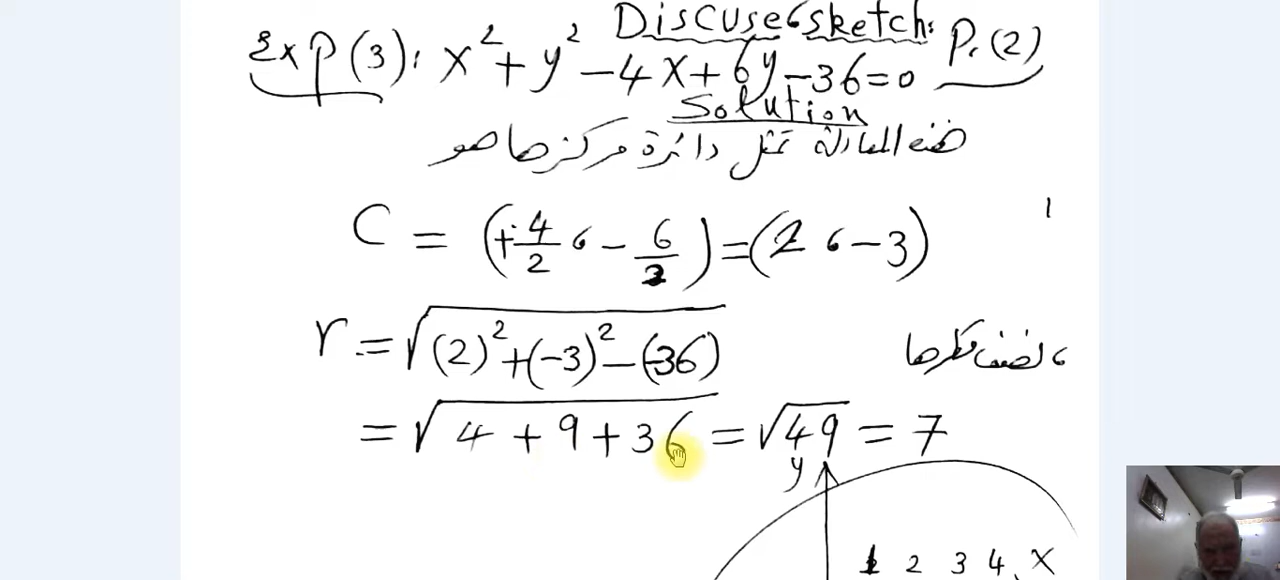 Discuss و sketch: P.(2)
Exp(3): x²+y²-4x+6y-36=0
Solution
هذه المعادلة تمثل دائرة مركزها هو
C = (+4/2 و -6/2) = (2 و -3)
r = √((2)²+(-3)²-(-36))
و نصف قطرها
= √(4+9+36) = √49 = 7
y
1 2 3 4 x